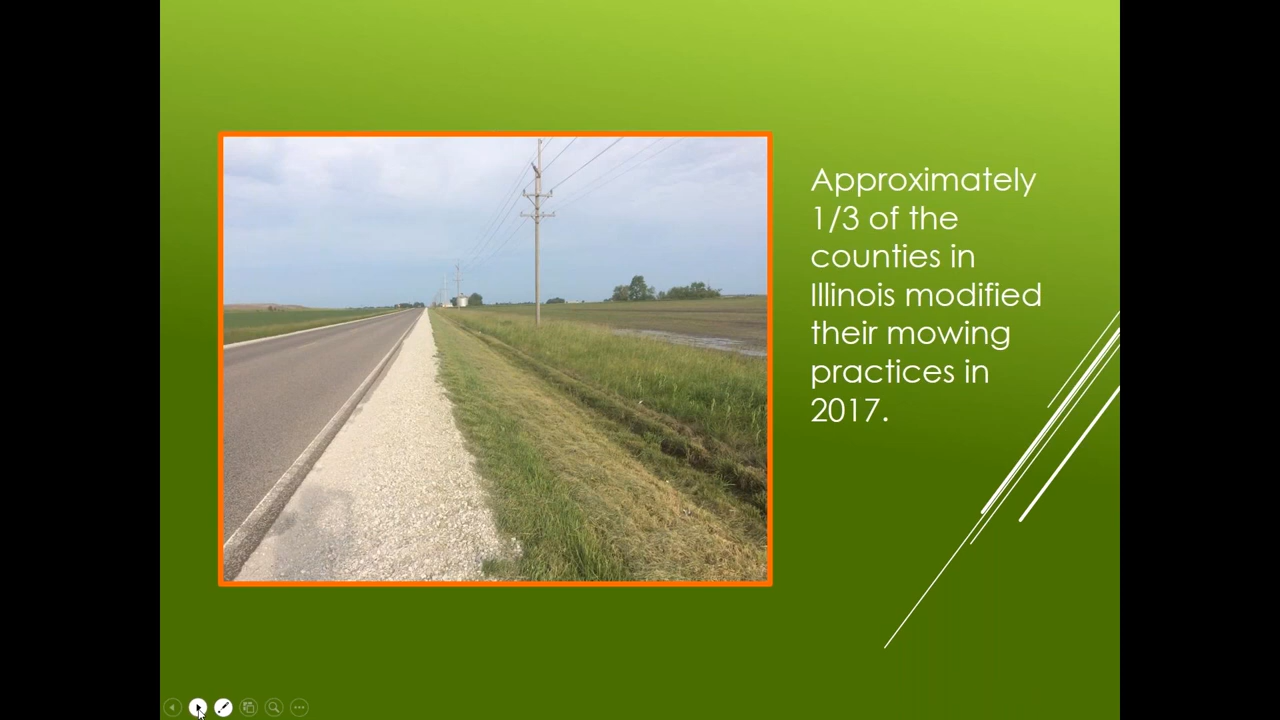 Approximately
1/3 of the
counties in
Illinois modified
their mowing
practices in
2017.